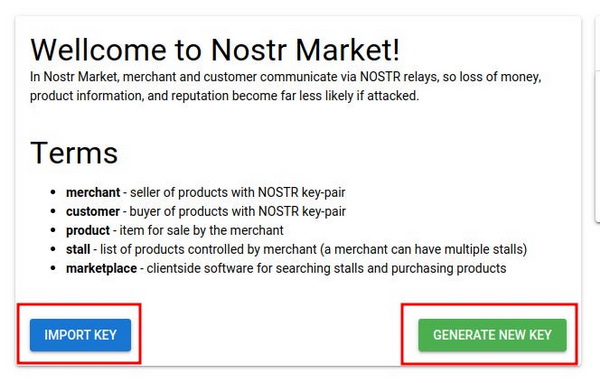 Wellcome to Nostr Market!
In Nostr Market, merchant and customer communicate via NOSTR relays, so loss of money,
product information, and reputation become far less likely if attacked.
Terms
• merchant - seller of products with NOSTR key-pair
• customer - buyer of products with NOSTR key-pair
• product - item for sale by the merchant
• stall - list of products controlled by merchant (a merchant can have multiple stalls)
• marketplace - clientside software for searching stalls and purchasing products
IMPORT KEY
GENERATE NEW KEY